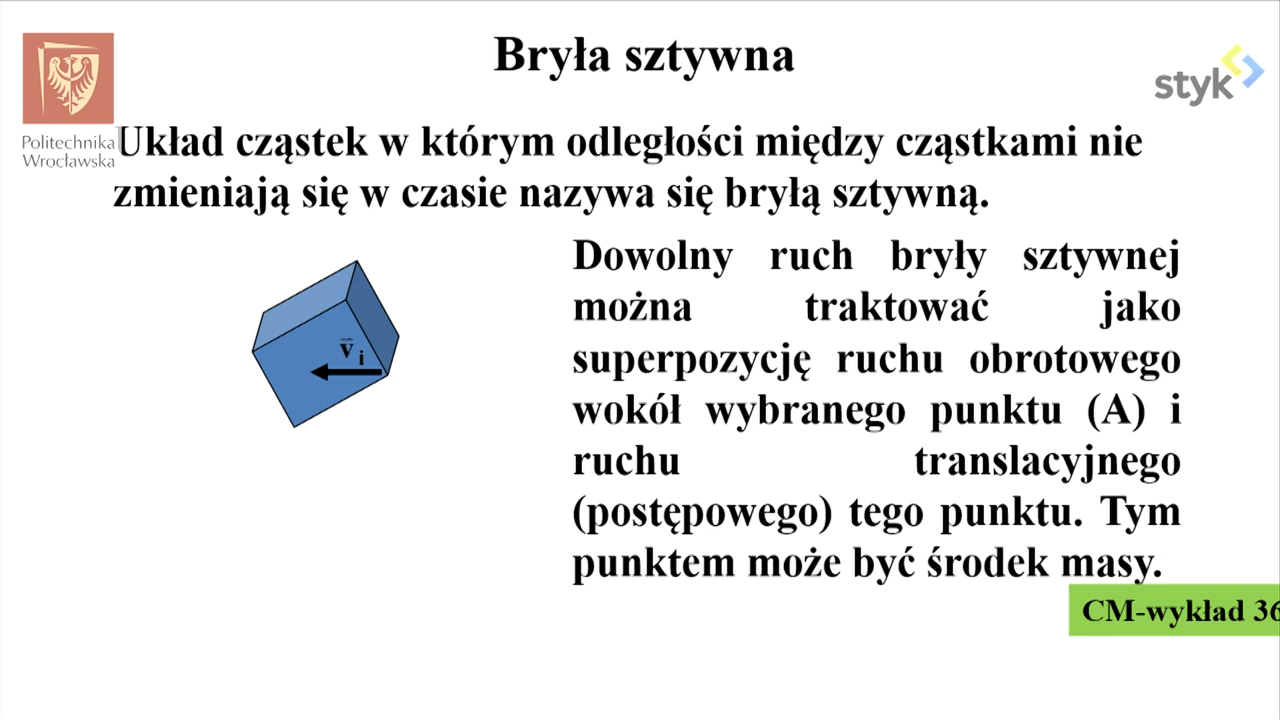 Bryła sztywna
styk
Politechnika
Wrocławska
Układ cząstek w którym odległości między cząstkami nie
zmieniają się w czasie nazywa się bryłą sztywną.
Dowolny ruch bryły sztywnej
można traktować jako
superpozycję ruchu obrotowego
wokół wybranego punktu (A) i
ruchu translacyjnego
(postępowego) tego punktu. Tym
punktem może być środek masy.
v i
CM-wykład 36